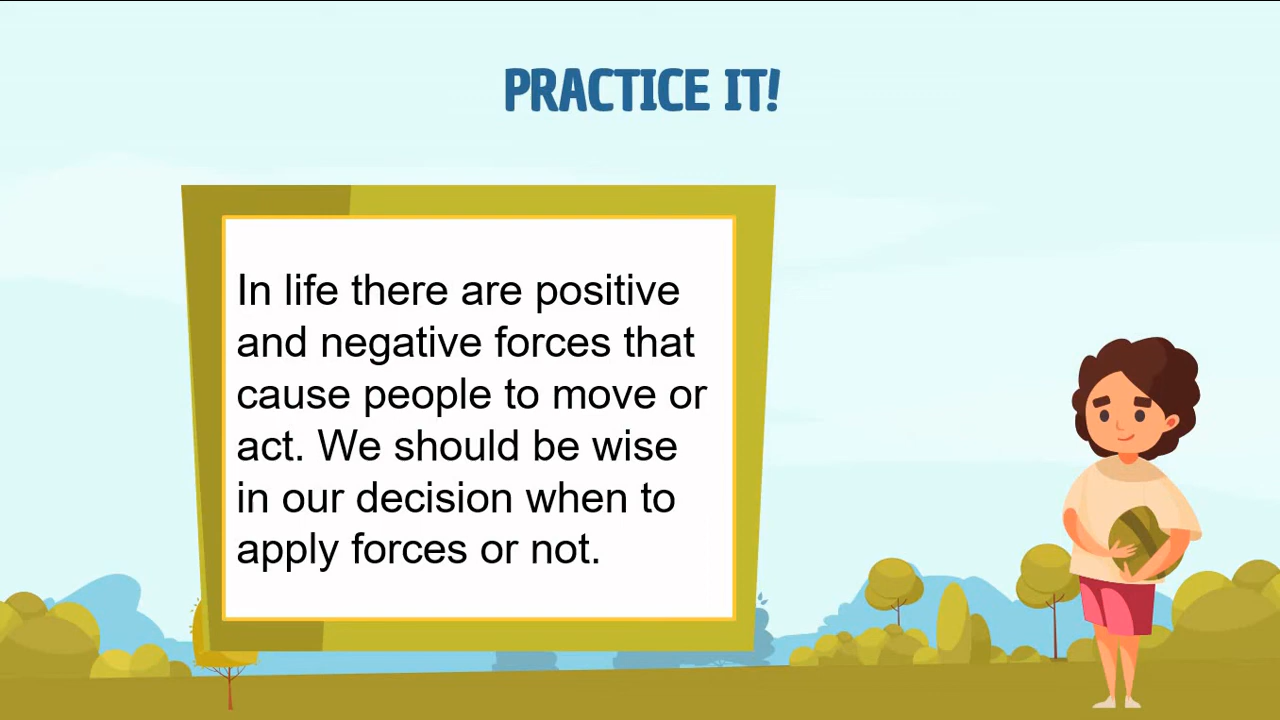 PRACTICE IT!
In life there are positive
and negative forces that
cause people to move or
act. We should be wise
in our decision when to
apply forces or not.